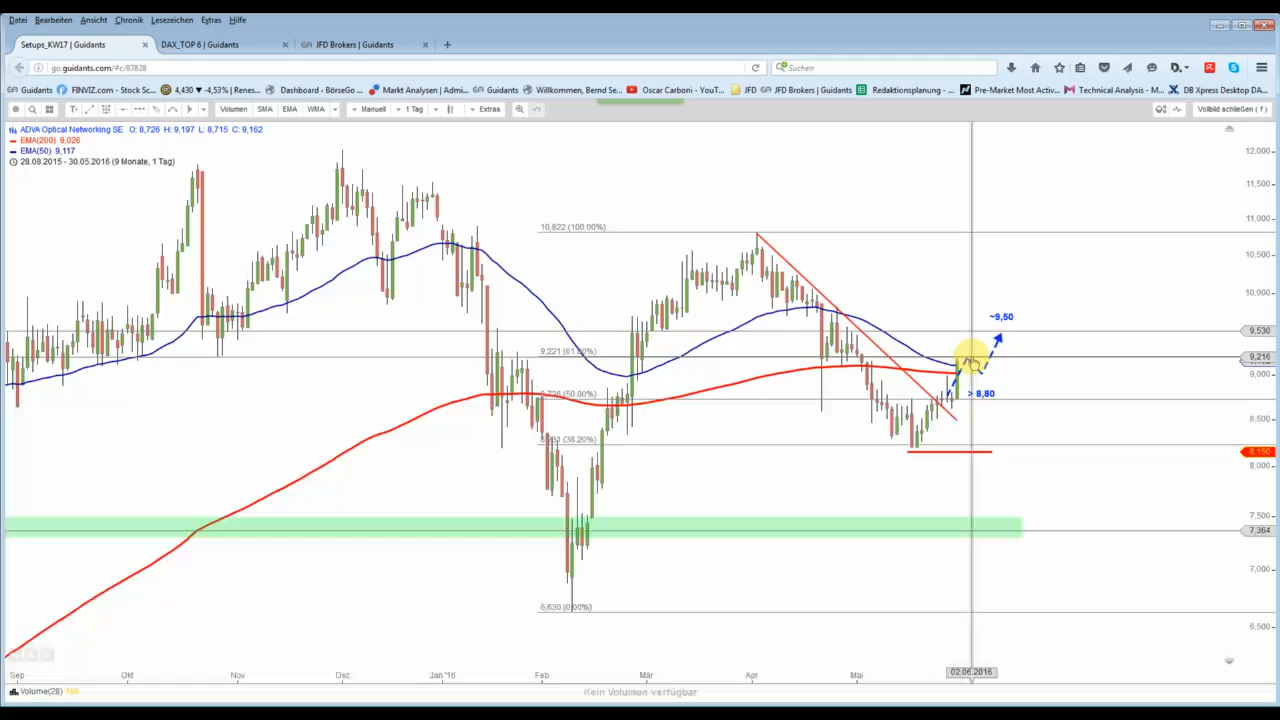 Datei Bearbeiten Ansicht Chronik Lesezeichen Extras Hilfe
Setups_KW17 | Guidants DAX_TOP 6 | Guidants JFD Brokers | Guidants
go.guidants.com/#c/87828 Suchen
Guidants FINVIZ.com - Stock Sc... 4,430 ▾ -4,53% | Renes... Dashboard - BörseGo ... Markt Analysen | Admi... Guidants Willkommen, Bernd Se... Oscar Carboni - YouT... JFD JFD Brokers | Guidants Redaktionsplanung - ... Pre-Market Most Activ... Technical Analysis - M... DB Xpress Desktop DA...
Volumen SMA EMA WMA Manuell 1 Tag Extras Vollbild schließen ( f )
ADVA Optical Networking SE O: 8,726 H: 9,197 L: 8,715 C: 9,162
EMA(200) 9,026
EMA(50) 9,117
28.08.2015 - 30.05.2016 (9 Monate, 1 Tag)
12,000
11,500
11,000
10,822 (100.00%)
10,500
10,000
~9,50
9,530
9,221 (61.80%)
9,216
9,000
9,726 (50.00%)
> 8,80
8,500
(38.20%)
8,150
8,000
7,500
7,364
7,000
6,630 (0.00%)
6,500
Sep Okt Nov Dez Jan '16 Feb Mär Apr Mai 02.06.2016
Volumen(28)
Kein Volumen verfügbar